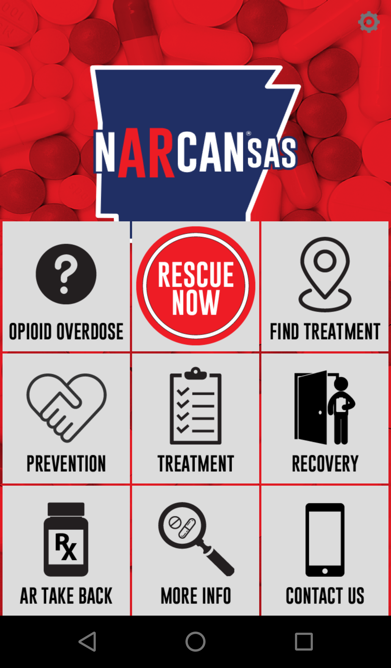 NARCANSAS®
OPIOID OVERDOSE
RESCUE
NOW
FIND TREATMENT
PREVENTION
TREATMENT
RECOVERY
Rx
AR TAKE BACK
MORE INFO
CONTACT US